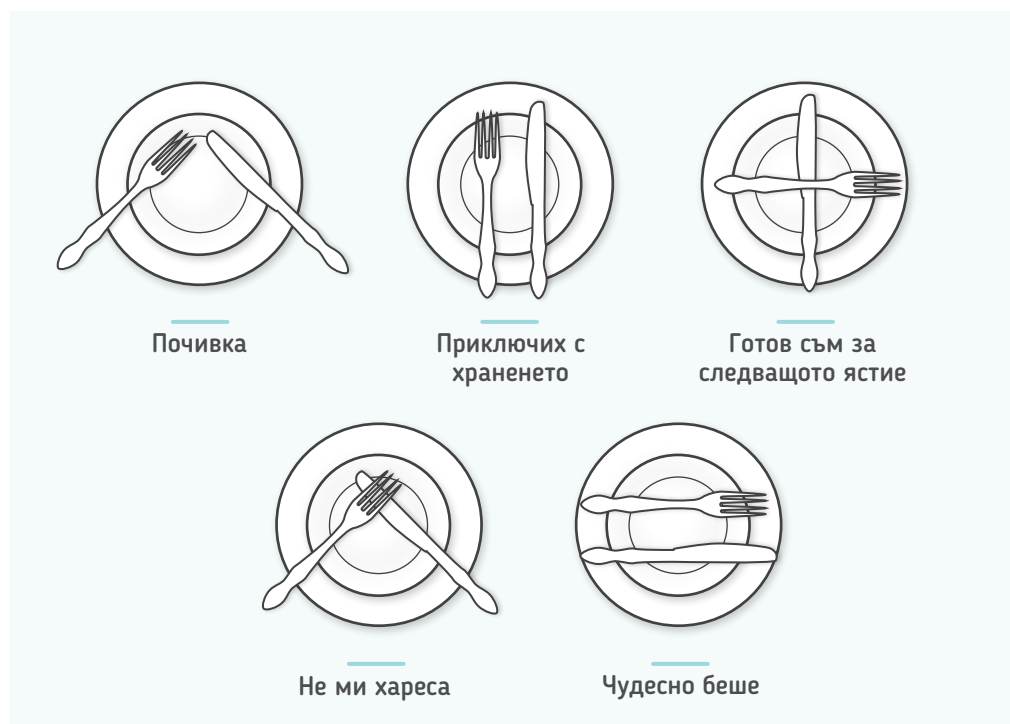 Почивка
Приключих с
храненето
Готов съм за
следващото ястие
Не ми хареса
Чудесно беше